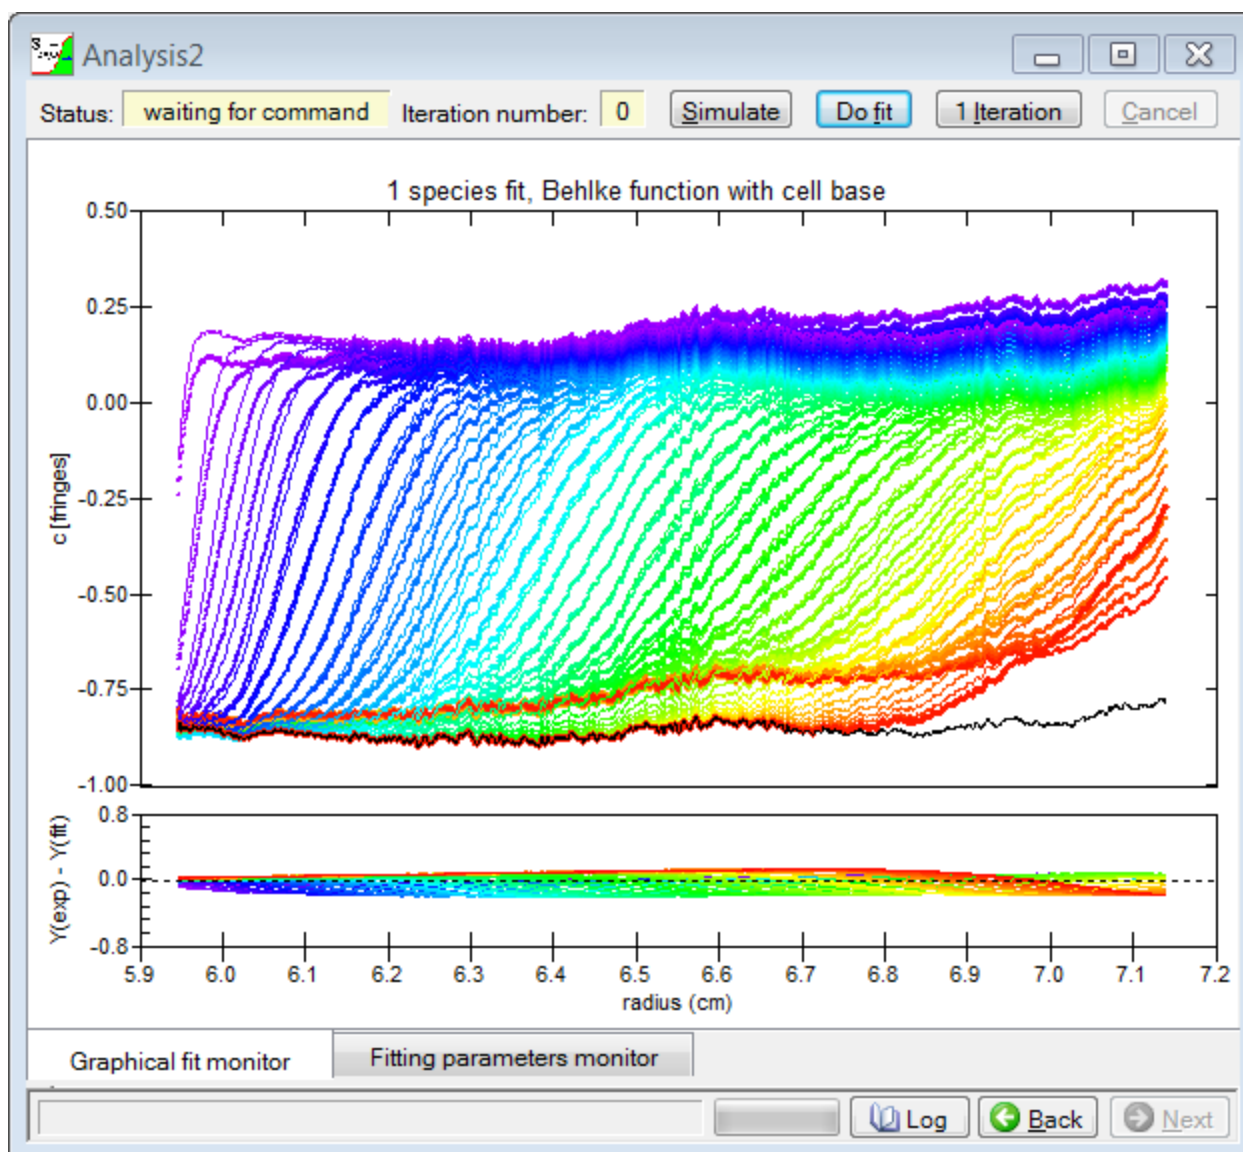 Analysis2
Status: waiting for command Iteration number: 0 Simulate Do fit 1 Iteration Cancel
1 species fit, Behlke function with cell base
0.50
0.25
0.00
-0.25
-0.50
-0.75
-1.00
c [fringes]
0.8
0.0
-0.8
Y(exp) - Y(fit)
5.9 6.0 6.1 6.2 6.3 6.4 6.5 6.6 6.7 6.8 6.9 7.0 7.1 7.2
radius (cm)
Graphical fit monitor Fitting parameters monitor
Log Back Next